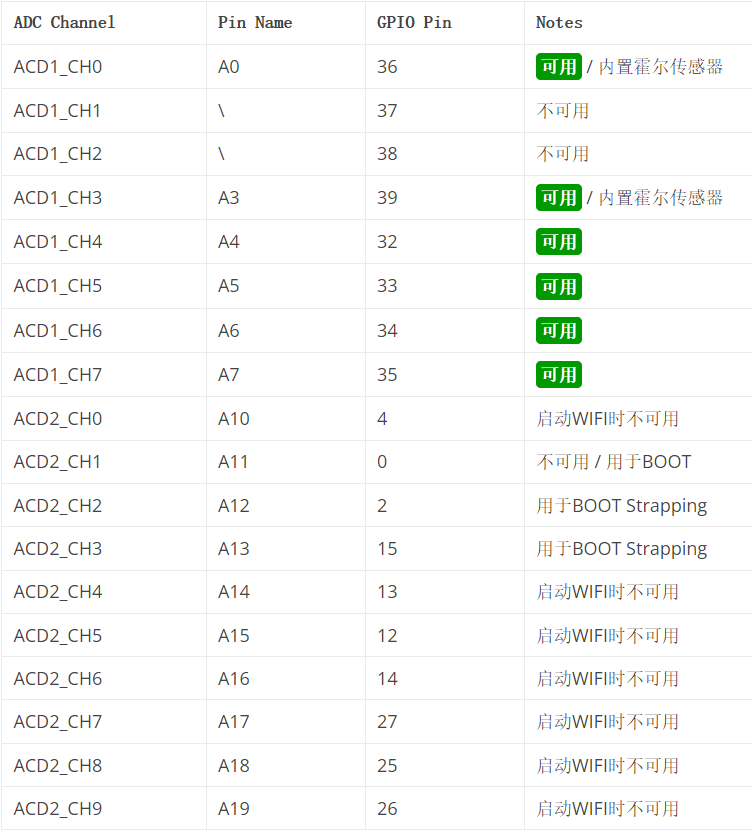 ADC Channel Pin Name GPIO Pin Notes
ACD1_CH0 A0 36 可用 / 内置霍尔传感器
ACD1_CH1 \ 37 不可用
ACD1_CH2 \ 38 不可用
ACD1_CH3 A3 39 可用 / 内置霍尔传感器
ACD1_CH4 A4 32 可用
ACD1_CH5 A5 33 可用
ACD1_CH6 A6 34 可用
ACD1_CH7 A7 35 可用
ACD2_CH0 A10 4 启动WIFI时不可用
ACD2_CH1 A11 0 不可用 / 用于BOOT
ACD2_CH2 A12 2 用于BOOT Strapping
ACD2_CH3 A13 15 用于BOOT Strapping
ACD2_CH4 A14 13 启动WIFI时不可用
ACD2_CH5 A15 12 启动WIFI时不可用
ACD2_CH6 A16 14 启动WIFI时不可用
ACD2_CH7 A17 27 启动WIFI时不可用
ACD2_CH8 A18 25 启动WIFI时不可用
ACD2_CH9 A19 26 启动WIFI时不可用